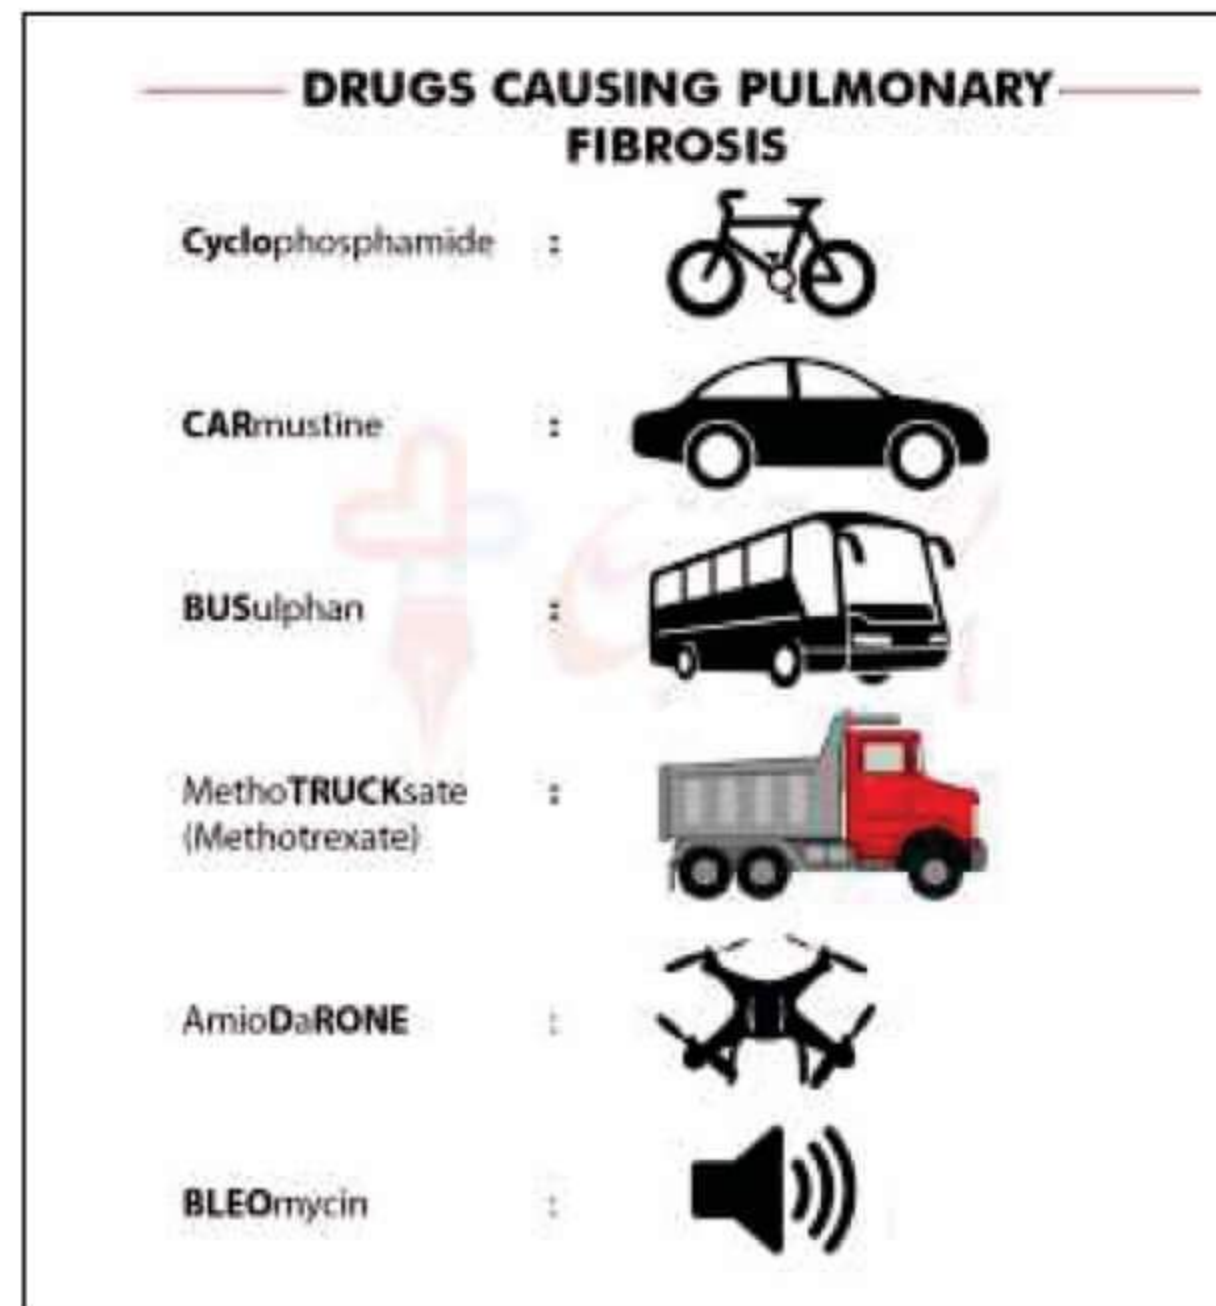 DRUGS CAUSING PULMONARY
FIBROSIS
Cyclophosphamide :
CARmustine :
BUSulphan :
MethoTRUCKsate :
(Methotrexate)
AmioDaRONE :
BLEOmycin :